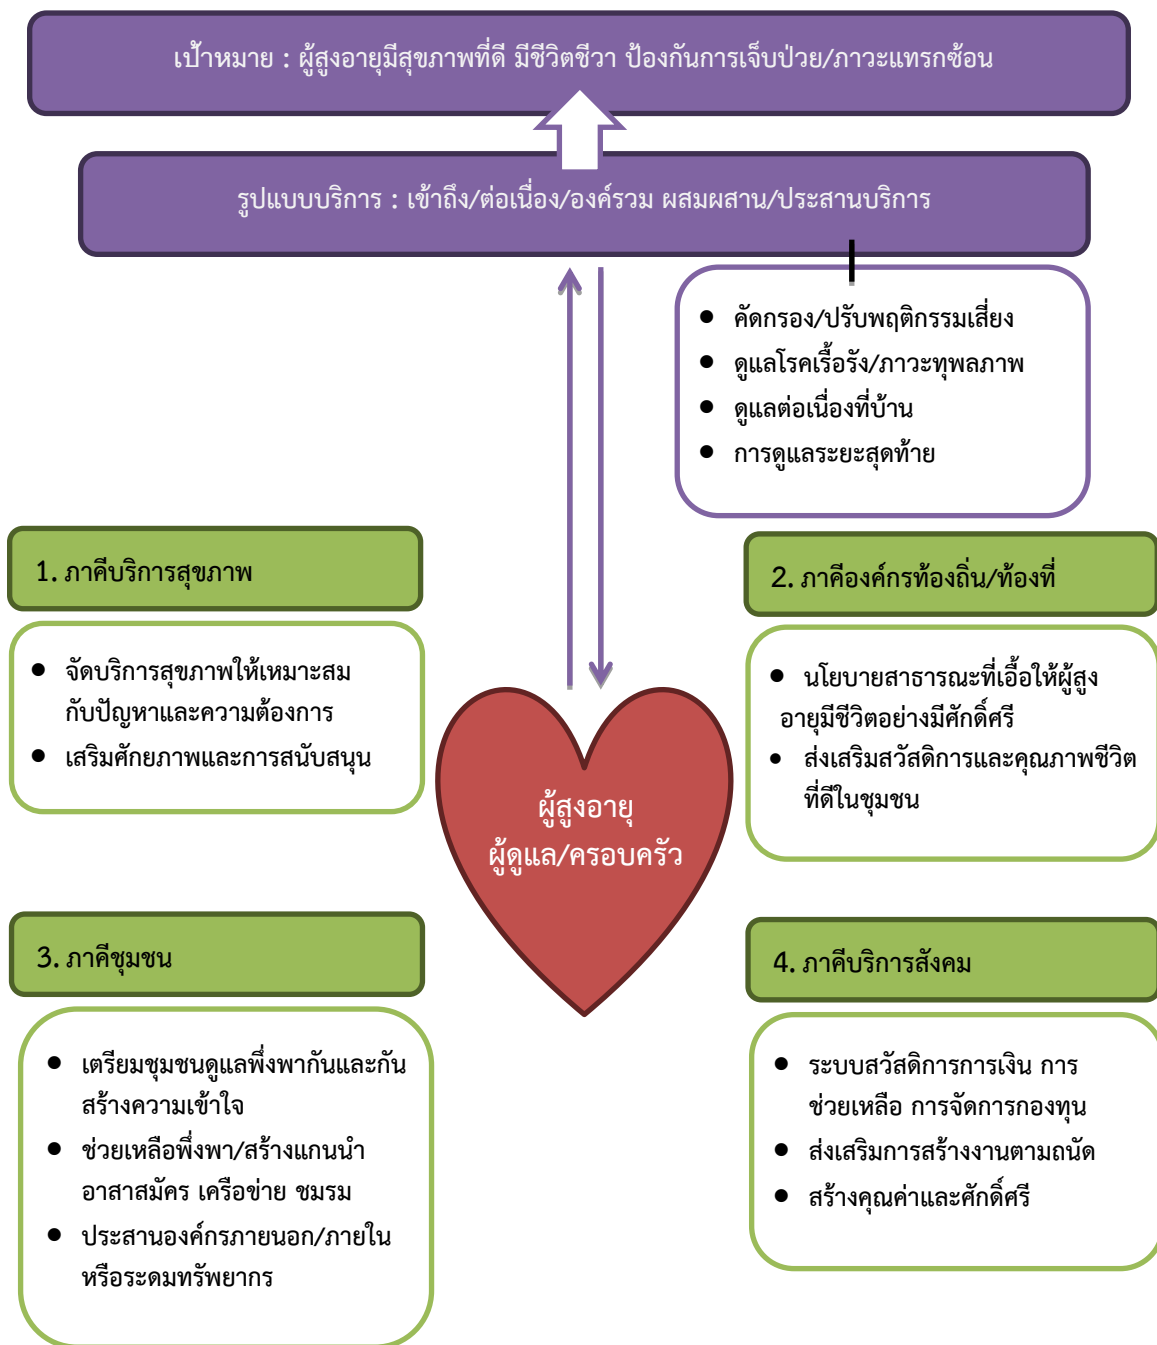 เป้าหมาย : ผู้สูงอายุมีสุขภาพที่ดี มีชีวิตชีวา ป้องกันการเจ็บป่วย/ภาวะแทรกซ้อน
รูปแบบบริการ : เข้าถึง/ต่อเนื่อง/องค์รวม ผสมผสาน/ประสานบริการ
● คัดกรอง/ปรับพฤติกรรมเสี่ยง
● ดูแลโรคเรื้อรัง/ภาวะทุพลภาพ
● ดูแลต่อเนื่องที่บ้าน
● การดูแลระยะสุดท้าย
1. ภาคีบริการสุขภาพ
● จัดบริการสุขภาพให้เหมาะสม
กับปัญหาและความต้องการ
● เสริมศักยภาพและการสนับสนุน
2. ภาคีองค์กรท้องถิ่น/ท้องที่
● นโยบายสาธารณะที่เอื้อให้ผู้สูง
อายุมีชีวิตอย่างมีศักดิ์ศรี
● ส่งเสริมสวัสดิการและคุณภาพชีวิต
ที่ดีในชุมชน
ผู้สูงอายุ
ผู้ดูแล/ครอบครัว
3. ภาคีชุมชน
● เตรียมชุมชนดูแลพึ่งพากันและกัน
สร้างความเข้าใจ
● ช่วยเหลือพึ่งพา/สร้างแกนนำ
อาสาสมัคร เครือข่าย ชมรม
● ประสานองค์กรภายนอก/ภายใน
หรือระดมทรัพยากร
4. ภาคีบริการสังคม
● ระบบสวัสดิการการเงิน การ
ช่วยเหลือ การจัดการกองทุน
● ส่งเสริมการสร้างงานตามถนัด
● สร้างคุณค่าและศักดิ์ศรี